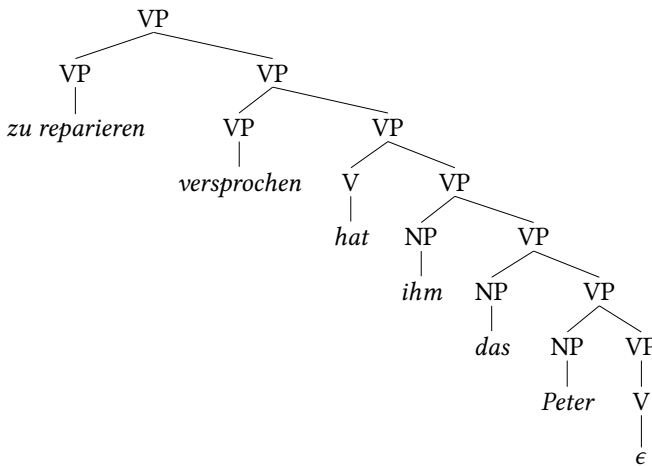 VP
VP VP
zu reparieren VP VP
versprochen V VP
hat NP VP
ihm NP VP
das NP VP
Peter V
ϵ